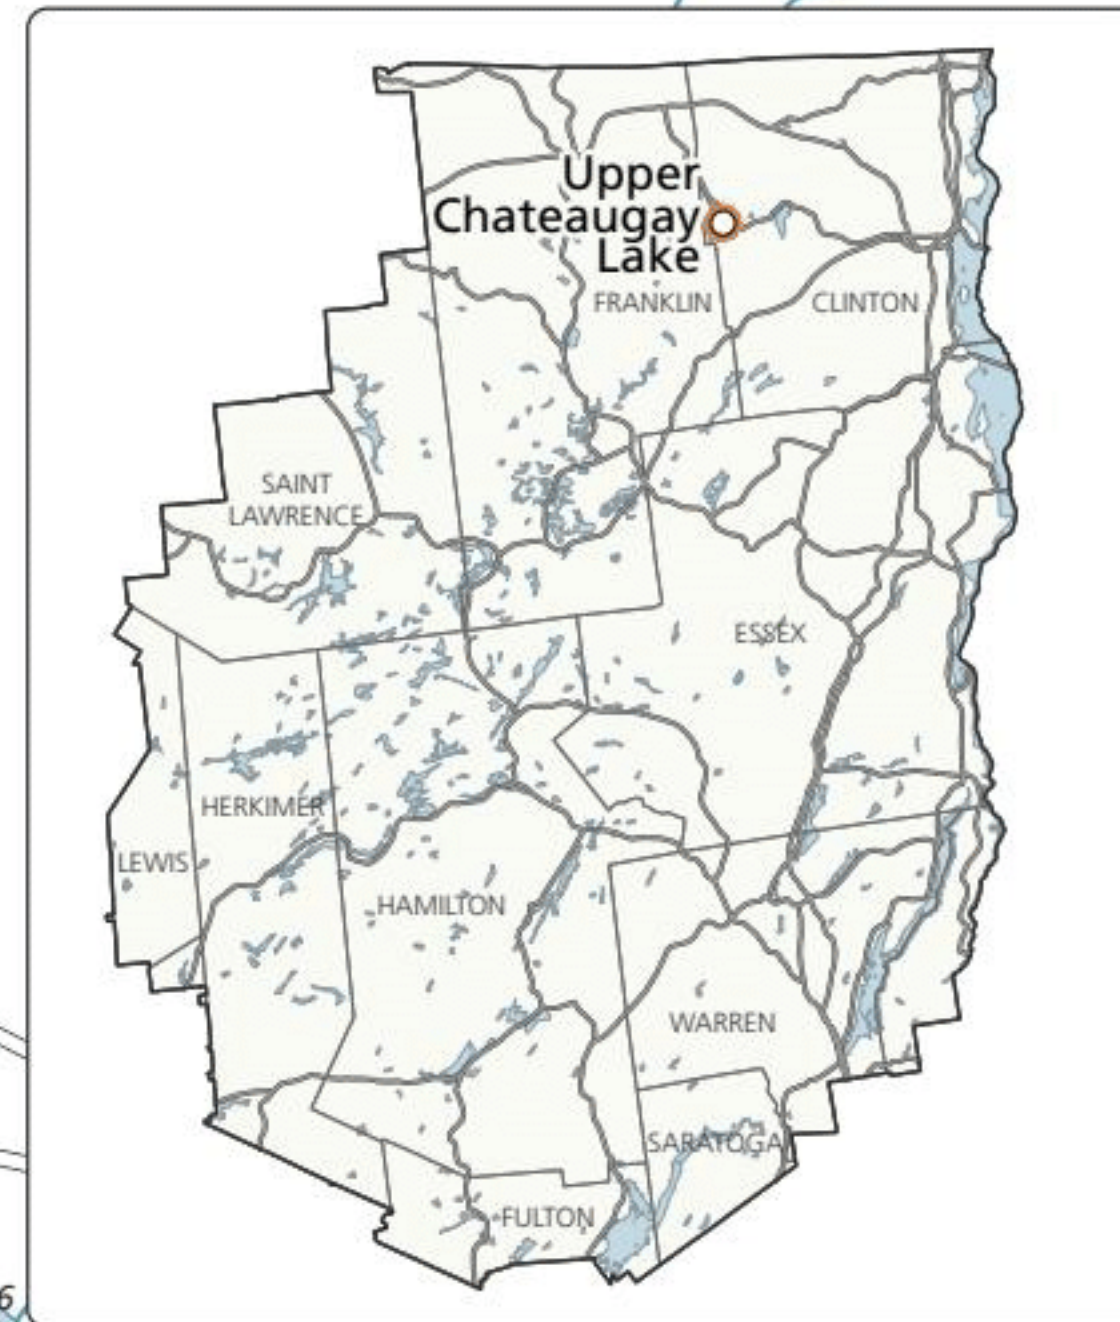 Upper
Chateaugay
Lake
FRANKLIN
CLINTON
SAINT
LAWRENCE
ESSEX
HERKIMER
LEWIS
HAMILTON
WARREN
SARATOGA
FULTON
6